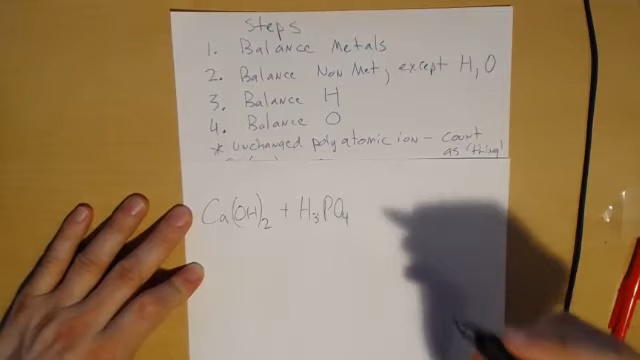 Steps
1. Balance Metals
2. Balance Non Met, except H, O
3. Balance H
4. Balance O
* unchanged polyatomic ion - count
as 'thing'
Ca(OH)₂ + H₃PO₄